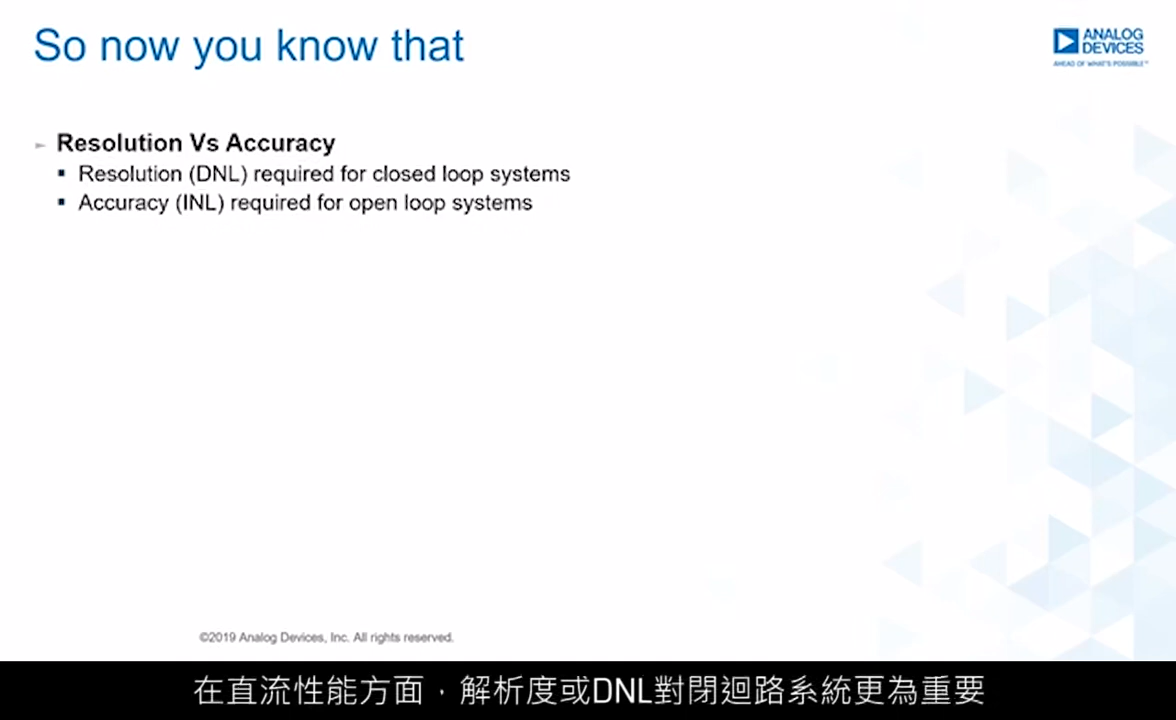 So now you know that
ANALOG
DEVICES
AHEAD OF WHAT'S POSSIBLE™
Resolution Vs Accuracy
Resolution (DNL) required for closed loop systems
Accuracy (INL) required for open loop systems
©2019 Analog Devices, Inc. All rights reserved.
在直流性能方面，解析度或DNL對閉迴路系統更為重要